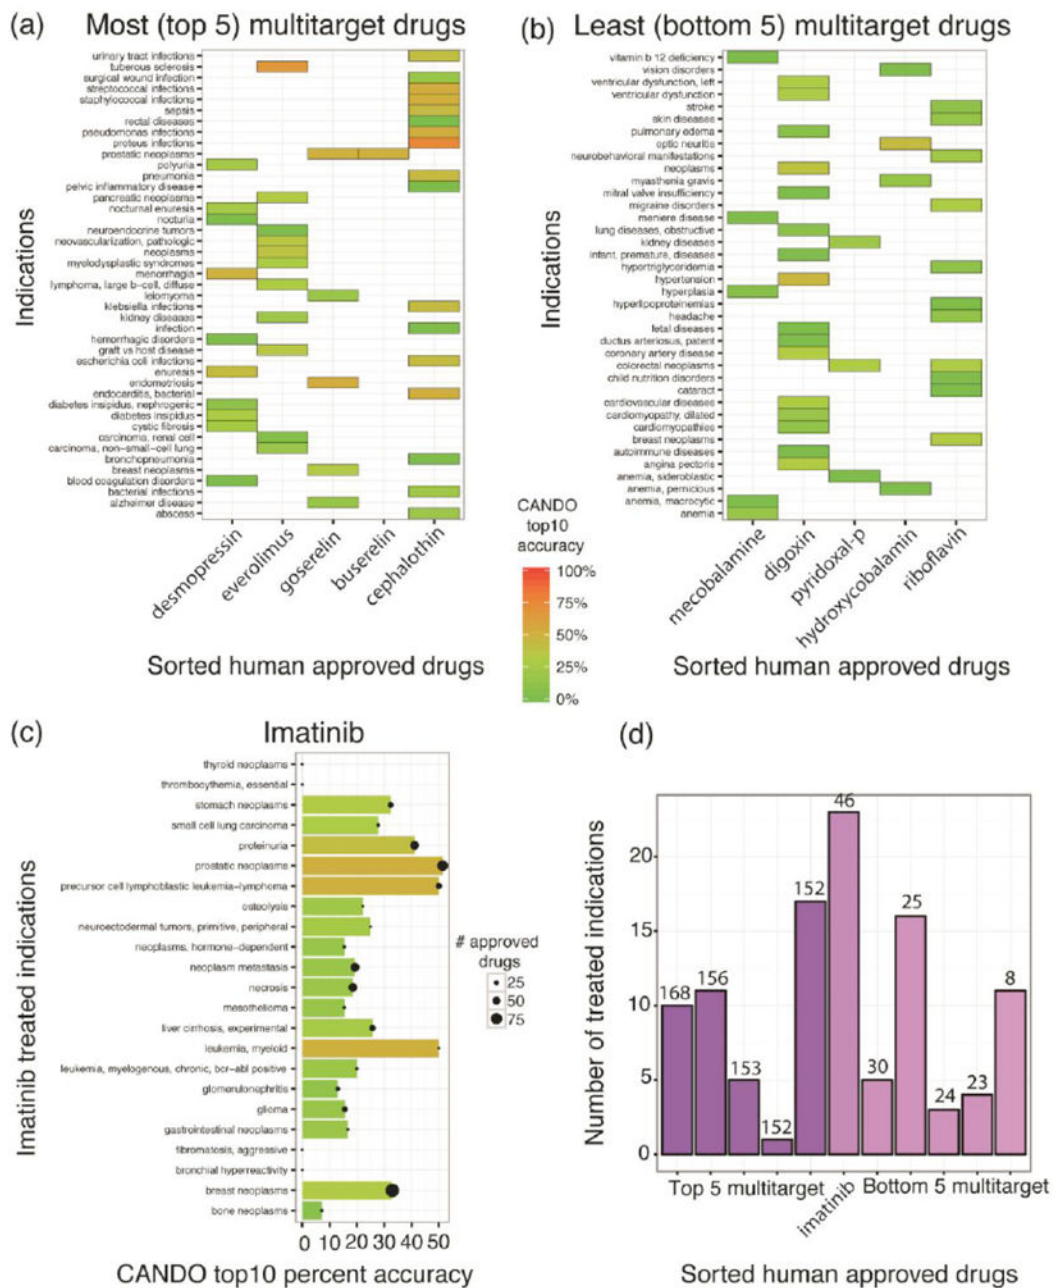 (a) Most (top 5) multitarget drugs
Indications
urinary tract infections
tuberous sclerosis
surgical wound infection
streptococcal infections
staphylococcal infections
sepsis
rectal diseases
pseudomonas infections
proteus infections
prostatic neoplasms
polyuria
pneumonia
pelvic inflammatory disease
pancreatic neoplasms
nocturnal enuresis
nocturia
neuroendocrine tumors
neovascularization, pathologic
neoplasms
myelodysplastic syndromes
menorrhagia
lymphoma, large b-cell, diffuse
leiomyoma
klebsiella infections
kidney diseases
infection
hemorrhagic disorders
graft vs host disease
escherichia coli infections
enuresis
endometriosis
endocarditis, bacterial
diabetes insipidus, nephrogenic
diabetes insipidus
cystic fibrosis
carcinoma, renal cell
carcinoma, non-small-cell lung
bronchopneumonia
breast neoplasms
blood coagulation disorders
bacterial infections
alzheimer disease
abscess
desmopressin
everolimus
goserelin
buserelin
cephalothin
Sorted human approved drugs
CANDO
top10
accuracy
100%
75%
50%
25%
0%
(b) Least (bottom 5) multitarget drugs
Indications
vitamin b 12 deficiency
vision disorders
ventricular dysfunction, left
ventricular dysfunction
stroke
skin diseases
pulmonary edema
optic neuritis
neurobehavioral manifestations
neoplasms
myasthenia gravis
mitral valve insufficiency
migraine disorders
meniere disease
lung diseases, obstructive
kidney diseases
infant, premature, diseases
hypertriglyceridemia
hypertension
hyperplasia
hyperlipoproteinemias
headache
fetal diseases
ductus arteriosus, patent
coronary artery disease
colorectal neoplasms
child nutrition disorders
cataract
cardiovascular diseases
cardiomyopathy, dilated
cardiomyopathies
breast neoplasms
autoimmune diseases
angina pectoris
anemia, sideroblastic
anemia, pernicious
anemia, macrocytic
anemia
mecobalamine
digoxin
pyridoxal-p
hydroxycobalamin
riboflavin
Sorted human approved drugs
(c) Imatinib
Imatinib treated indications
thyroid neoplasms
thrombocythemia, essential
stomach neoplasms
small cell lung carcinoma
proteinuria
prostatic neoplasms
precursor cell lymphoblastic leukemia-lymphoma
osteolysis
neuroectodermal tumors, primitive, peripheral
neoplasms, hormone-dependent
neoplasm metastasis
necrosis
mesothelioma
liver cirrhosis, experimental
leukemia, myeloid
leukemia, myelogenous, chronic, bcr-abl positive
glomerulonephritis
glioma
gastrointestinal neoplasms
fibromatosis, aggressive
bronchial hyperreactivity
breast neoplasms
bone neoplasms
0 10 20 30 40 50
CANDO top10 percent accuracy
# approved
drugs
25
50
75
(d)
Number of treated indications
20
15
10
5
0
168 156 153 152 152 46 30 25 24 23 8
Top 5 multitarget
imatinib
Bottom 5 multitarget
Sorted human approved drugs